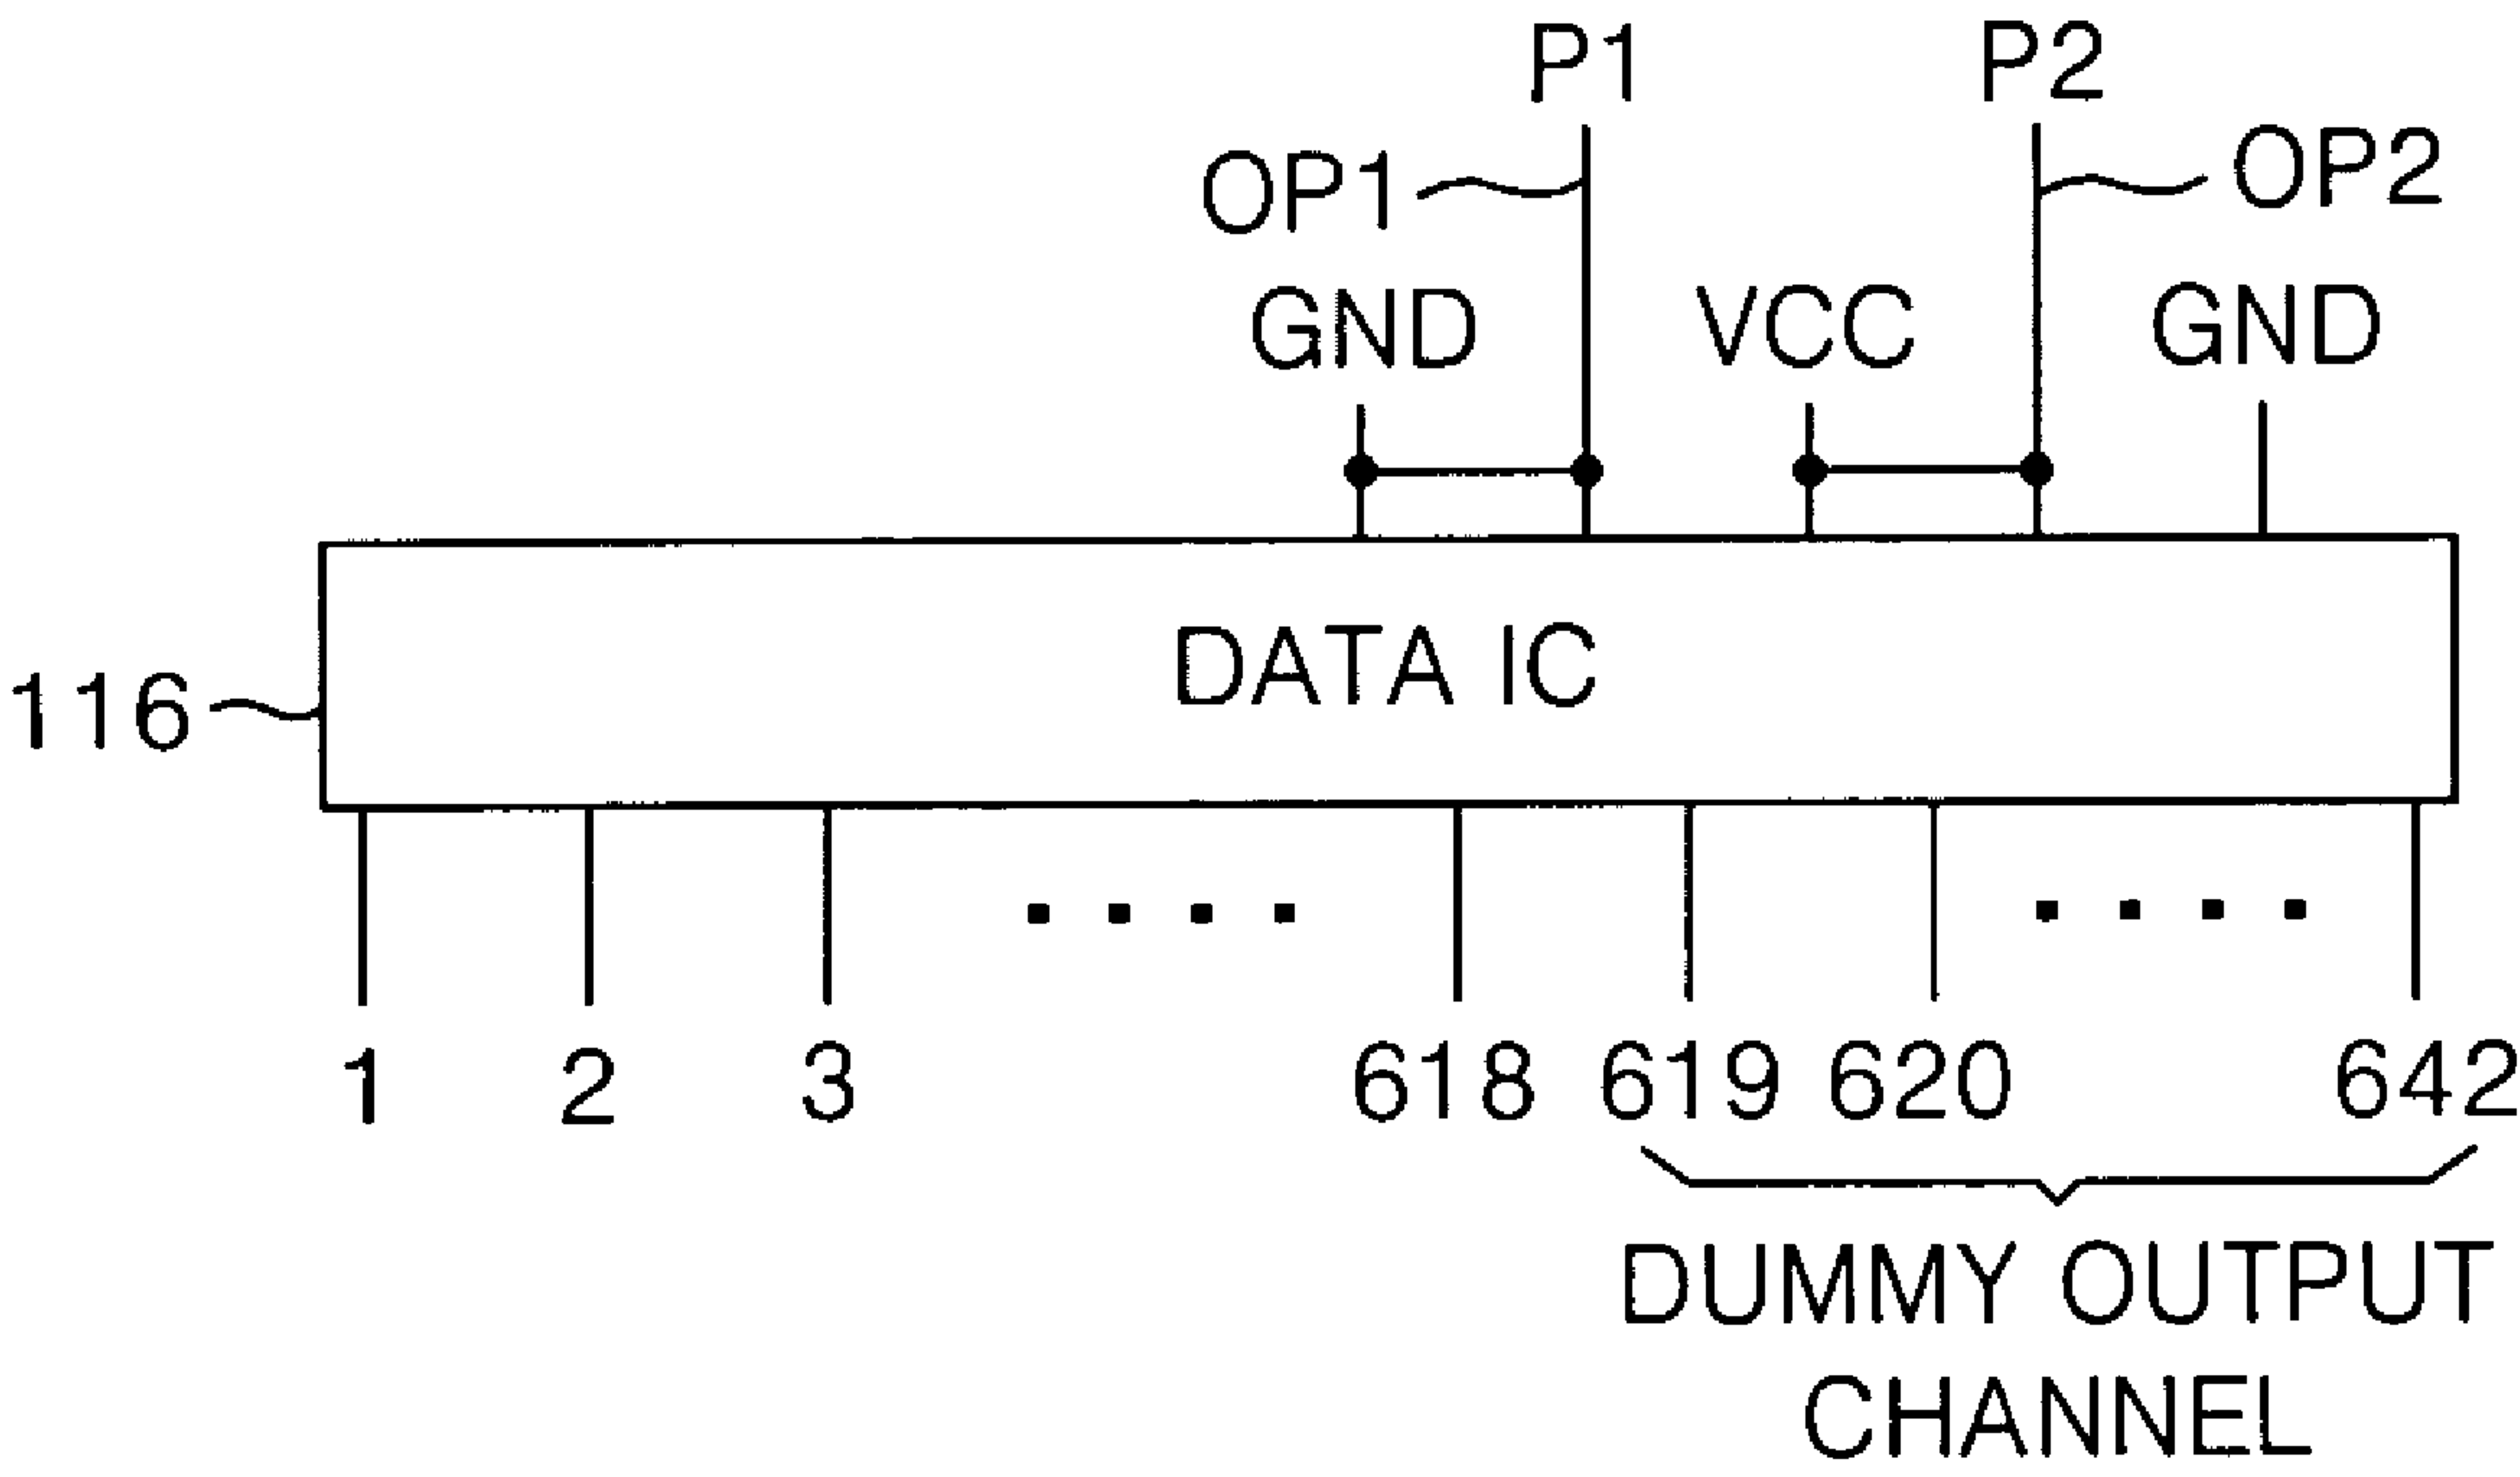 P1 P2
OP1 OP2
GND VCC GND
DATA IC
116
1 2 3 618 619 620 642
DUMMY OUTPUT
CHANNEL